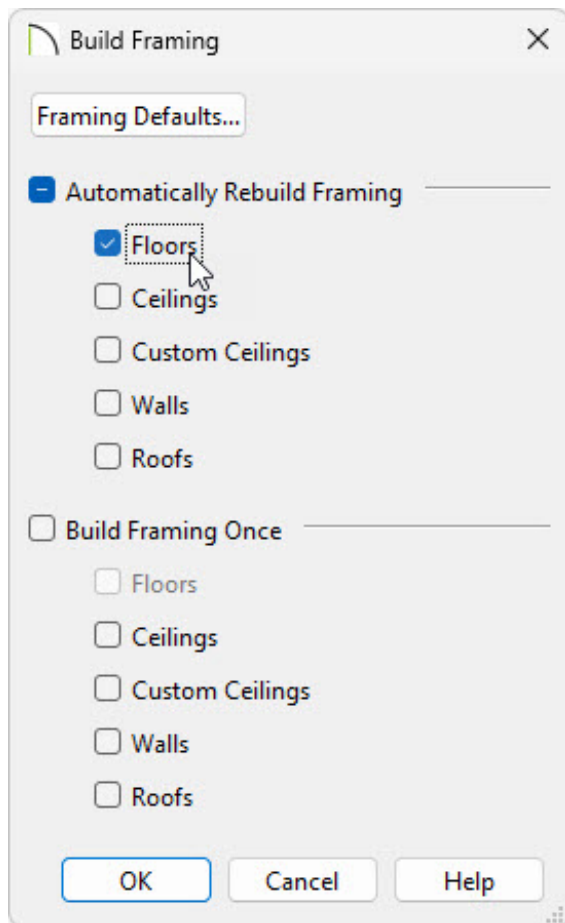 Build Framing
Framing Defaults...
Automatically Rebuild Framing
Floors
Ceilings
Custom Ceilings
Walls
Roofs
Build Framing Once
Floors
Ceilings
Custom Ceilings
Walls
Roofs
OK Cancel Help